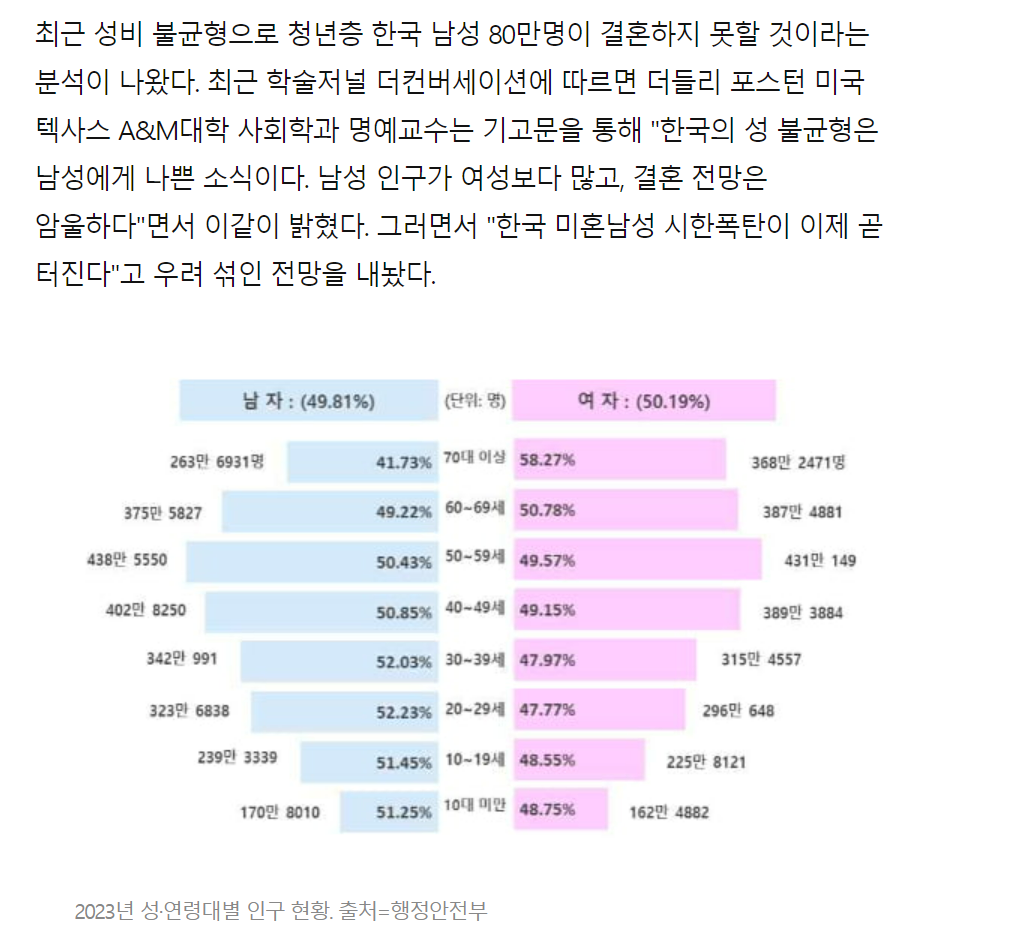 최근 성비 불균형으로 청년층 한국 남성 80만명이 결혼하지 못할 것이라는
분석이 나왔다. 최근 학술저널 더컨버세이션에 따르면 더들리 포스턴 미국
텍사스 A&M대학 사회학과 명예교수는 기고문을 통해 "한국의 성 불균형은
남성에게 나쁜 소식이다. 남성 인구가 여성보다 많고, 결혼 전망은
암울하다"면서 이같이 밝혔다. 그러면서 "한국 미혼남성 시한폭탄이 이제 곧
터진다"고 우려 섞인 전망을 내놨다.
남 자 : (49.81%) (단위: 명) 여 자 : (50.19%)
263만 6931명 41.73% 70대 이상 58.27% 368만 2471명
375만 5827 49.22% 60~69세 50.78% 387만 4881
438만 5550 50.43% 50~59세 49.57% 431만 149
402만 8250 50.85% 40~49세 49.15% 389만 3884
342만 991 52.03% 30~39세 47.97% 315만 4557
323만 6838 52.23% 20~29세 47.77% 296만 648
239만 3339 51.45% 10~19세 48.55% 225만 8121
170만 8010 51.25% 10대 미만 48.75% 162만 4882
2023년 성·연령대별 인구 현황. 출처=행정안전부